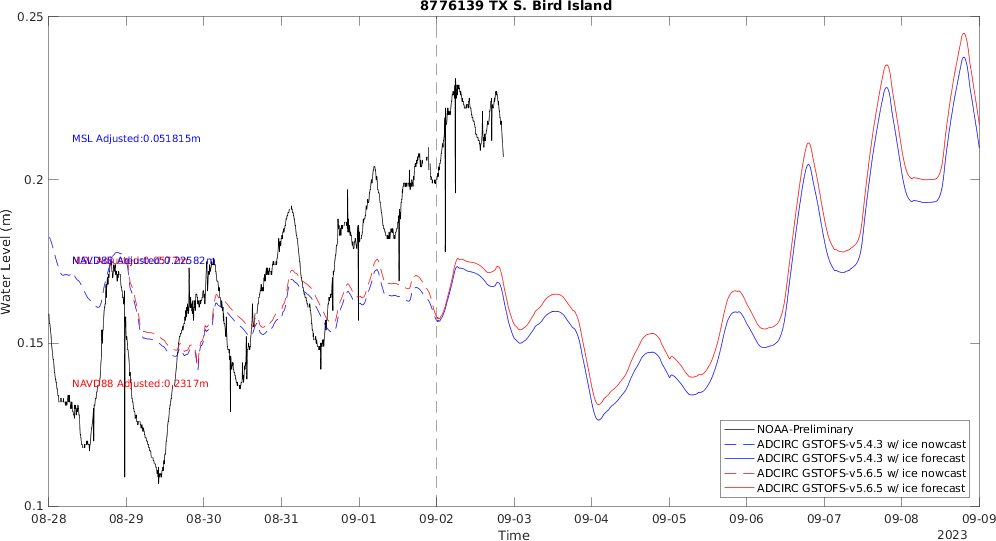 8776139 TX S. Bird Island
0.25
0.2
0.15
0.1
Water Level (m)
MSL Adjusted:0.051815m
NAVD88 Adjusted:0.22582m
NAVD88 Adjusted:0.2317m
NOAA-Preliminary
ADCIRC GSTOFS-v5.4.3 w/ ice nowcast
ADCIRC GSTOFS-v5.4.3 w/ ice forecast
ADCIRC GSTOFS-v5.6.5 w/ ice nowcast
ADCIRC GSTOFS-v5.6.5 w/ ice forecast
08-28 08-29 08-30 08-31 09-01 09-02 09-03 09-04 09-05 09-06 09-07 09-08 09-09
Time
2023